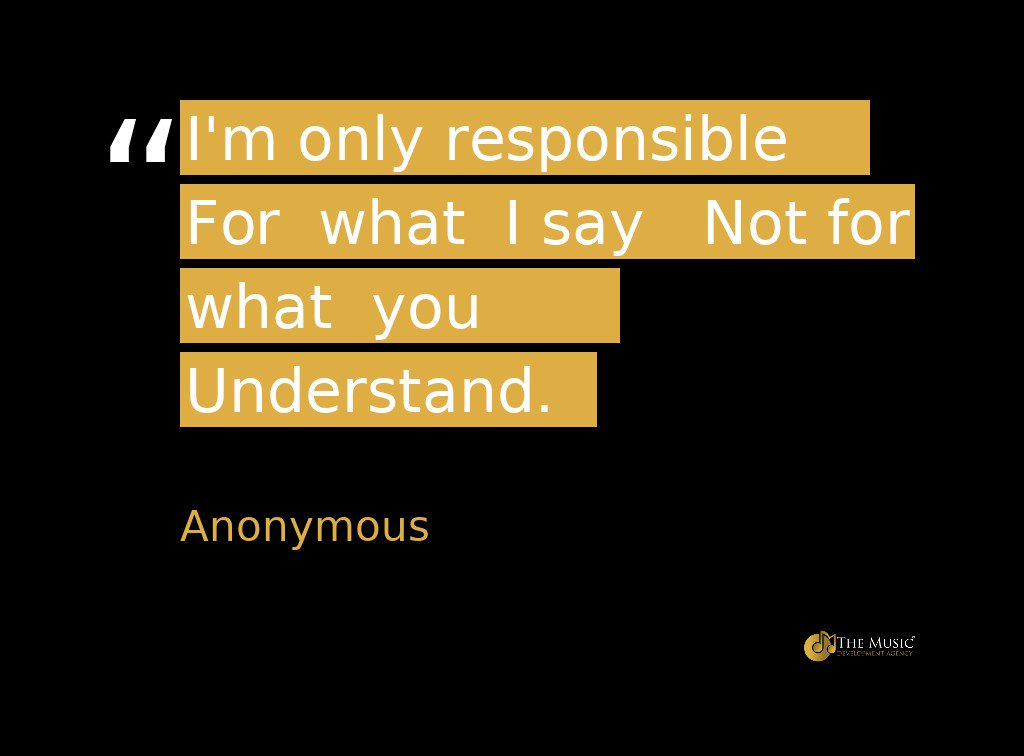 “
I'm only responsible
For what I say Not for
what you
Understand.
Anonymous
The Music
Development Agency